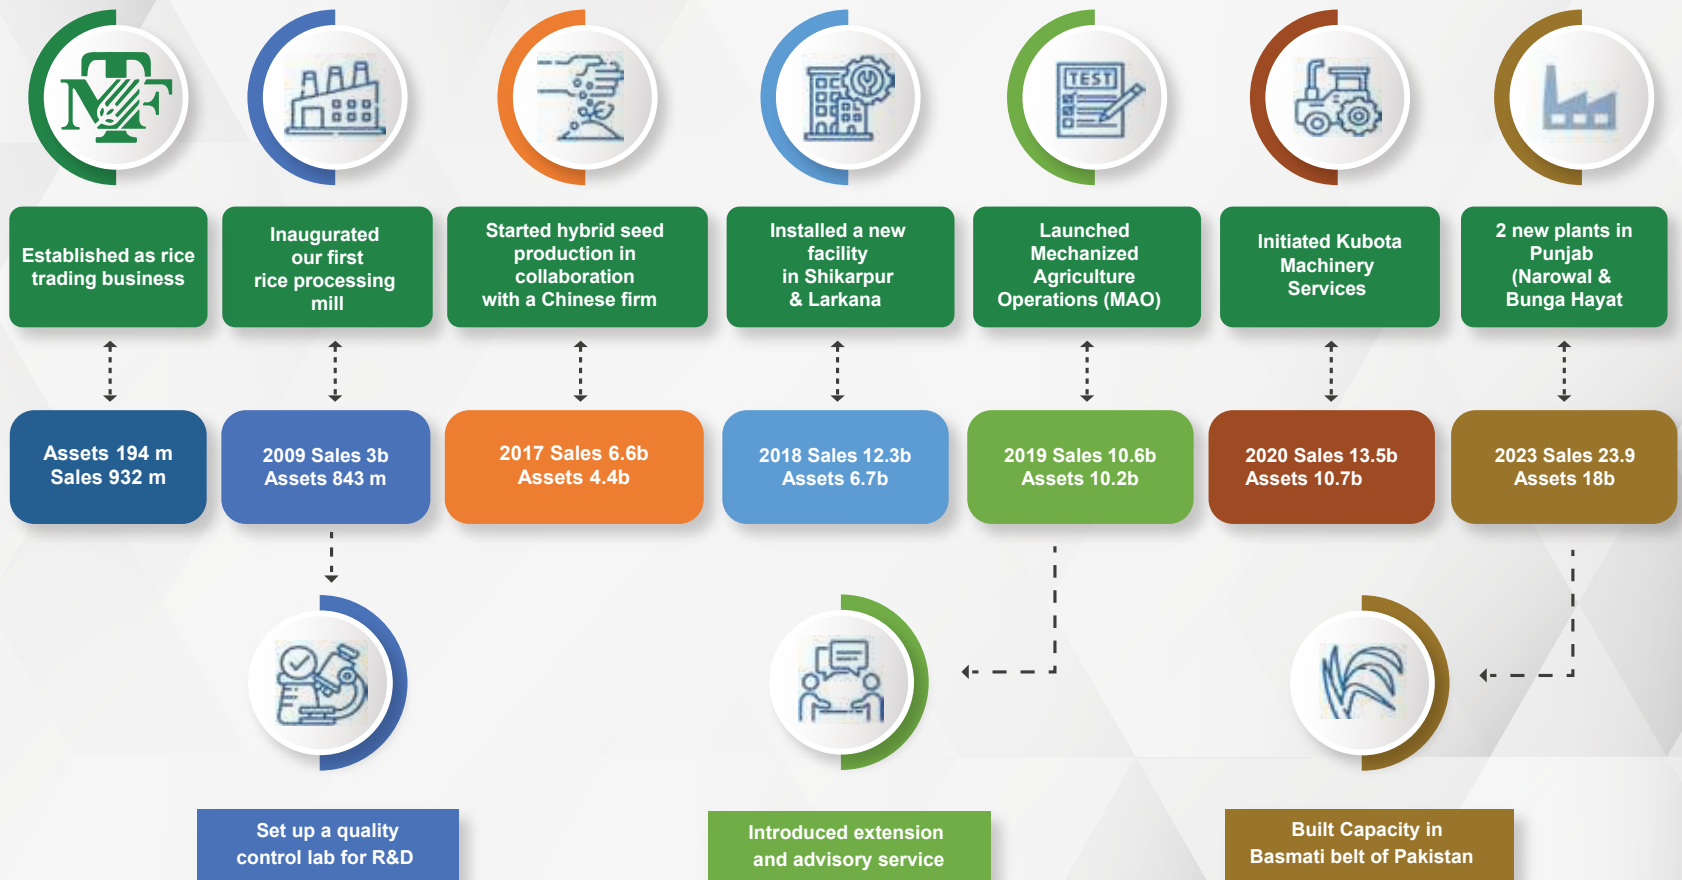 MTF
TEST
Established as rice
trading business
Inaugurated
our first
rice processing
mill
Started hybrid seed
production in
collaboration
with a Chinese firm
Installed a new
facility
in Shikarpur
& Larkana
Launched
Mechanized
Agriculture
Operations (MAO)
Initiated Kubota
Machinery
Services
2 new plants in
Punjab
(Narowal &
Bunga Hayat
Assets 194 m
Sales 932 m
2009 Sales 3b
Assets 843 m
2017 Sales 6.6b
Assets 4.4b
2018 Sales 12.3b
Assets 6.7b
2019 Sales 10.6b
Assets 10.2b
2020 Sales 13.5b
Assets 10.7b
2023 Sales 23.9
Assets 18b
Set up a quality
control lab for R&D
Introduced extension
and advisory service
Built Capacity in
Basmati belt of Pakistan